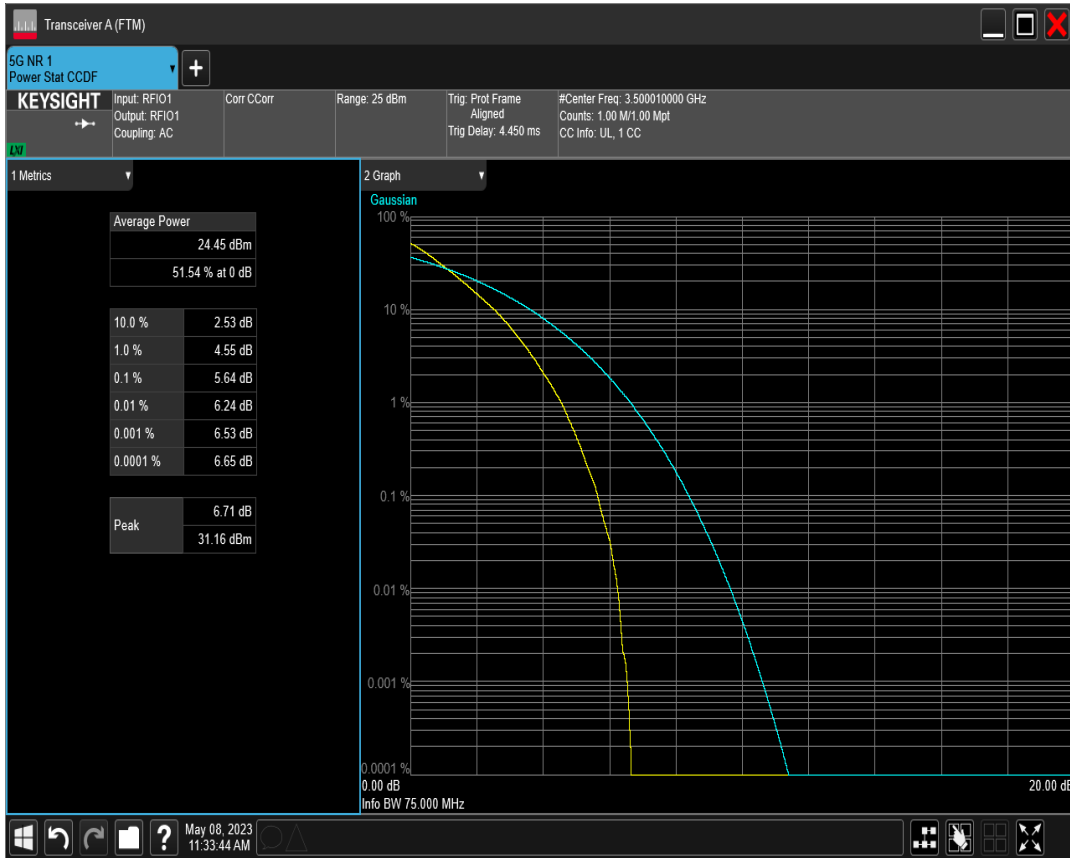 Transceiver A (FTM)
5G NR 1
Power Stat CCDF
+
KEYSIGHT
LXI
Input: RFIO1
Output: RFIO1
Coupling: AC
Corr CCorr
Range: 25 dBm
Trig: Prot Frame
Aligned
Trig Delay: 4.450 ms
#Center Freq: 3.500010000 GHz
Counts: 1.00 M/1.00 Mpt
CC Info: UL, 1 CC
1 Metrics
Average Power
24.45 dBm
51.54 % at 0 dB
10.0 % 2.53 dB
1.0 % 4.55 dB
0.1 % 5.64 dB
0.01 % 6.24 dB
0.001 % 6.53 dB
0.0001 % 6.65 dB
Peak
6.71 dB
31.16 dBm
2 Graph
Gaussian
100 %
10 %
1 %
0.1 %
0.01 %
0.001 %
0.0001 %
0.00 dB 20.00 dB
Info BW 75.000 MHz
? May 08, 2023
11:33:44 AM